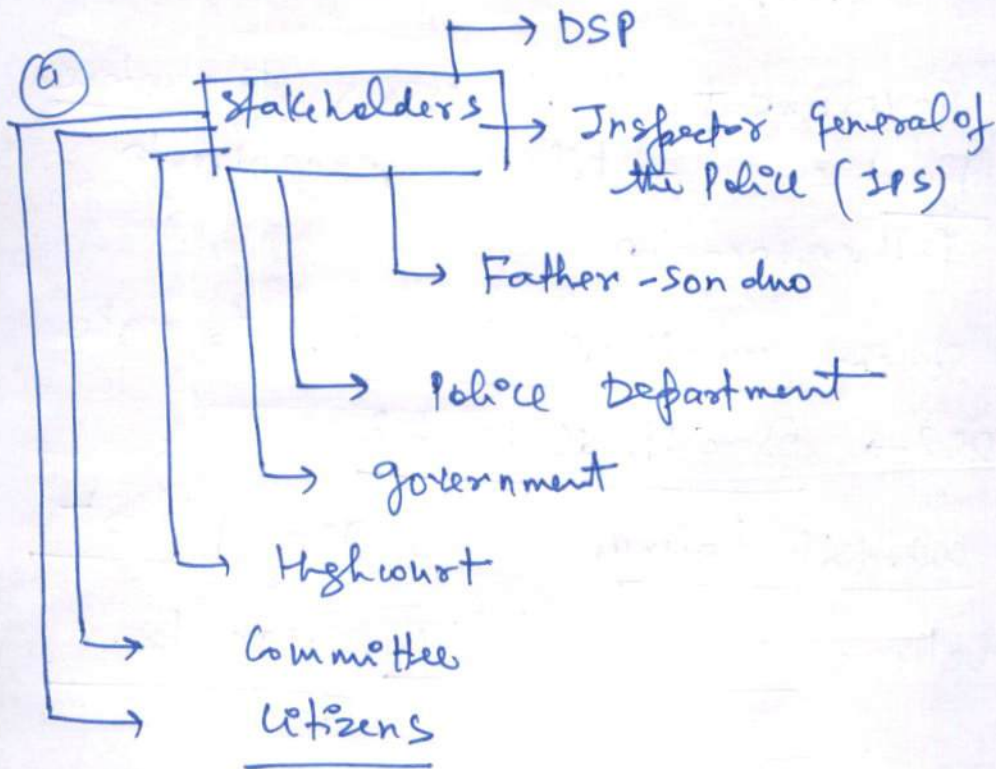 DSP
(a)
Stakeholders
Inspector General of
the Police (IPS)
Father-son duo
Police Department
Government
Highcourt
Committee
Citizens